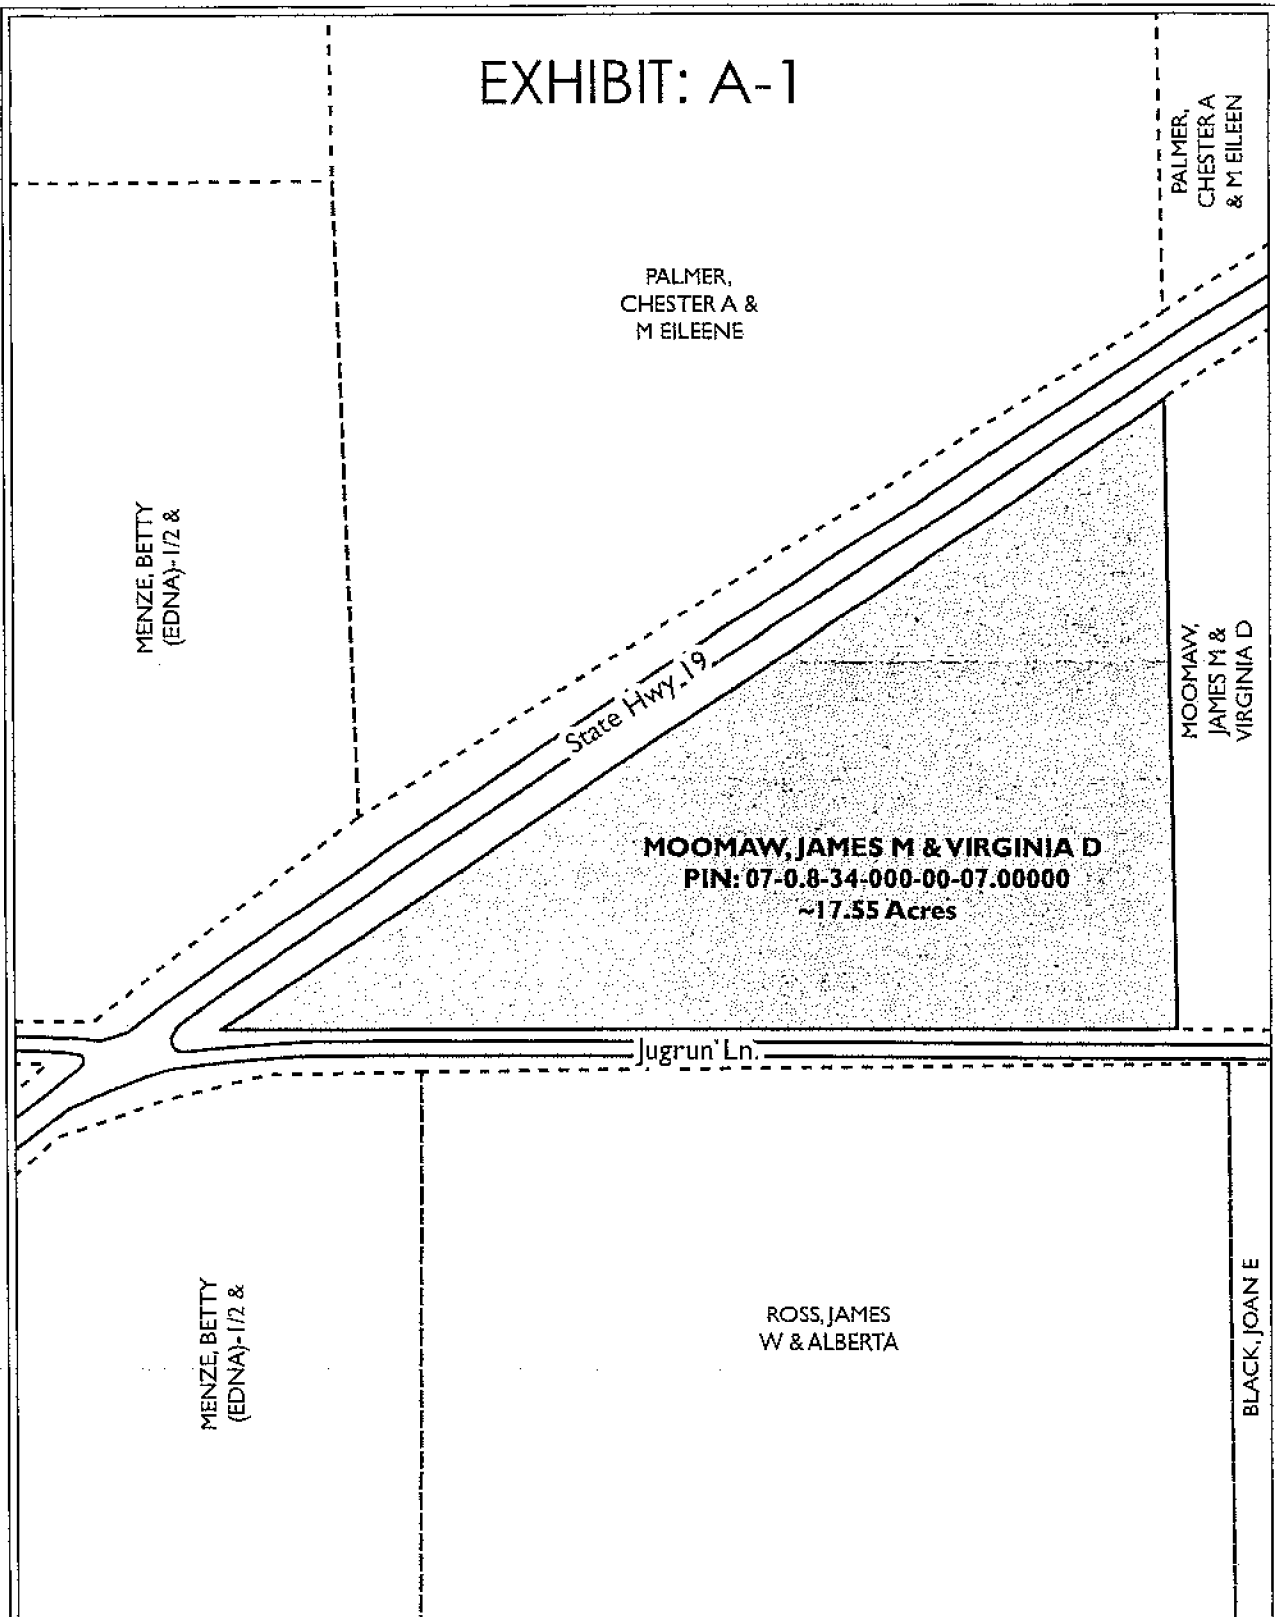 EXHIBIT: A-1
PALMER,
CHESTER A
& M EILEEN
PALMER,
CHESTER A &
M EILEENE
MENZE, BETTY
(EDNA)-1/2 &
State Hwy 19
MOOMAW,
JAMES M &
VIRGINIA D
MOOMAW, JAMES M & VIRGINIA D
PIN: 07-0.8-34-000-00-07.00000
~17.55 Acres
Jugrun Ln.
MENZE, BETTY
(EDNA)-1/2 &
ROSS, JAMES
W & ALBERTA
BLACK, JOAN E